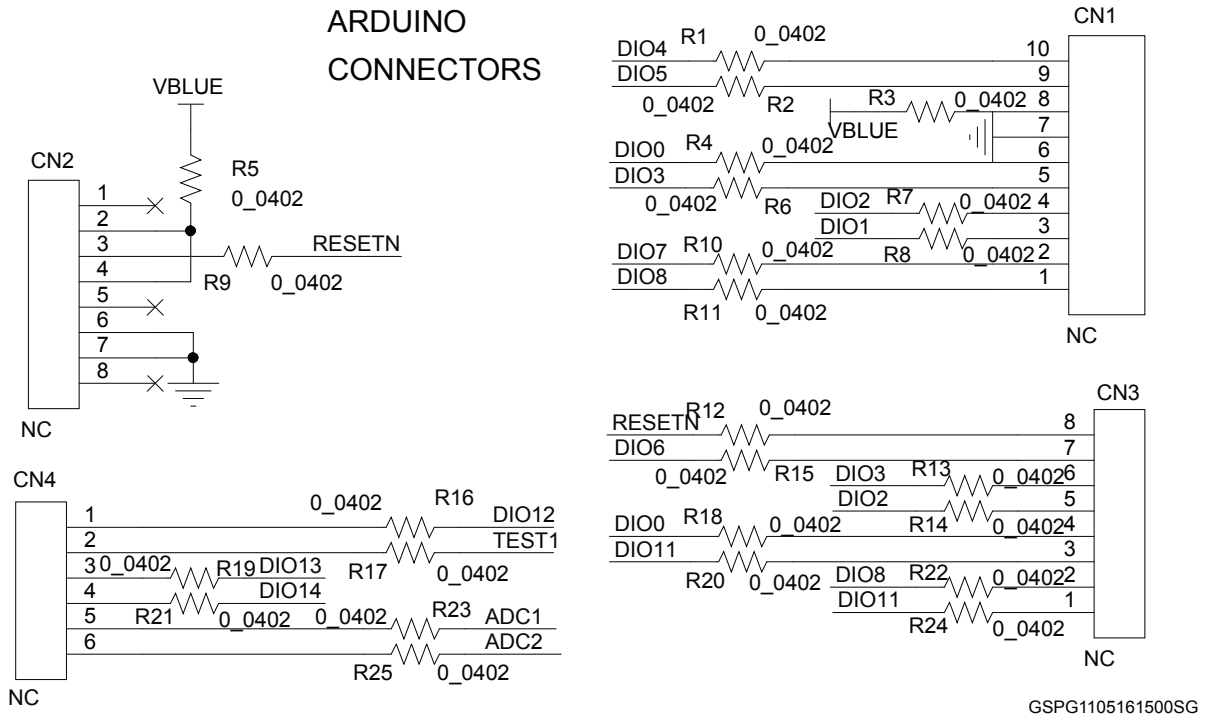 ARDUINO
CONNECTORS
VBLUE
CN2
R5
0_0402
1
2
3
4
5
6
7
8
RESETN
R9
0_0402
NC
CN1
DIO4 R1 0_0402 10
DIO5 9
0_0402 R2 R3 0_0402 8
VBLUE 7
DIO0 R4 0_0402 6
DIO3 5
0_0402 R6 DIO2 R7 0_0402 4
DIO1 3
DIO7 R10 0_0402 R8 0_0402 2
DIO8 1
R11 0_0402
NC
CN4
1 0_0402 R16 DIO12
2 TEST1
3 0_0402 R19 DIO13 R17 0_0402
4 DIO14
R21 0_0402
5 0_0402 R23 ADC1
6 ADC2
R25 0_0402
NC
CN3
RESETN R12 0_0402 8
DIO6 7
0_0402 R15 DIO3 R13 0_0402 6
DIO2 5
DIO0 R18 0_0402 R14 0_0402 4
DIO11 3
R20 0_0402 DIO8 R22 0_0402 2
DIO11 1
R24 0_0402
NC
GSPG1105161500SG